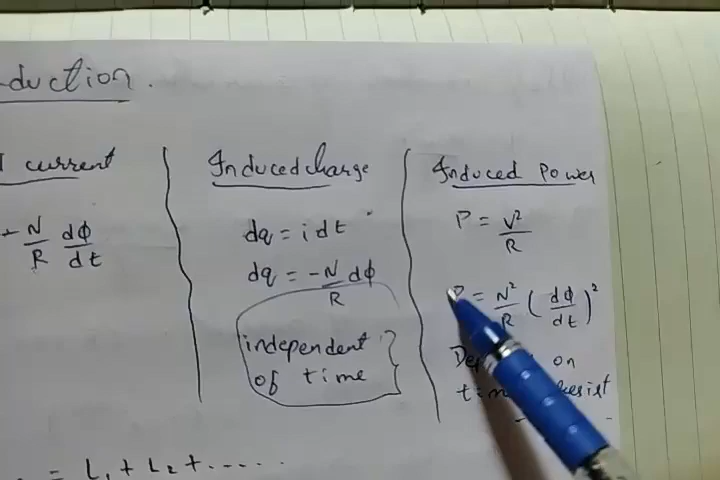 duction.
current
- N/R dφ/dt
Induced charge
dq = i dt
dq = -N/R dφ
independent
of time
Induced Power
P = V²/R
P = N²/R (dφ/dt)²
on
= L₁ + L₂ + .....